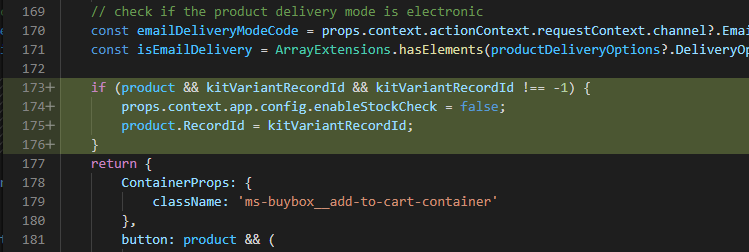 169 // check if the product delivery mode is electronic
170 const emailDeliveryModeCode = props.context.actionContext.requestContext.channel?.Emai
171 const isEmailDelivery = ArrayExtensions.hasElements(productDeliveryOptions?.DeliveryOp
172
173+ if (product && kitVariantRecordId && kitVariantRecordId !== -1) {
174+ props.context.app.config.enableStockCheck = false;
175+ product.RecordId = kitVariantRecordId;
176+ }
177 return {
178 ContainerProps: {
179 className: 'ms-buybox__add-to-cart-container'
180 },
181 button: product && (